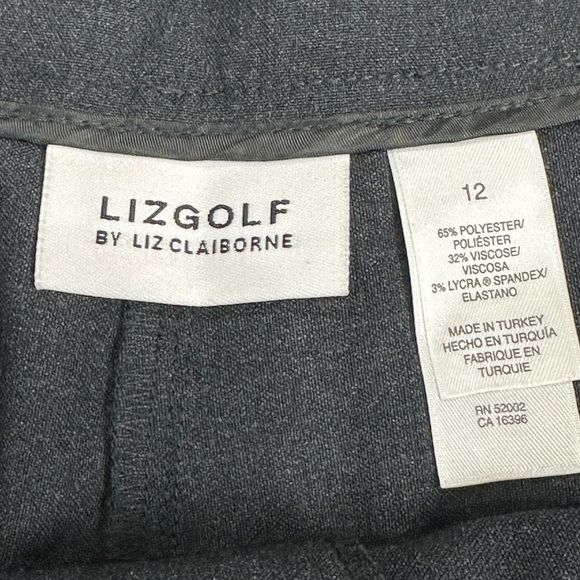 LIZGOLF
BY LIZ CLAIBORNE
12
65% POLYESTER/
POLIÉSTER
32% VISCOSE/
VISCOSA
3% LYCRA ® SPANDEX/
ELASTANO
MADE IN TURKEY
HECHO EN TURQUÍA
FABRIQUE EN
TURQUIE
RN 52002
CA 16396